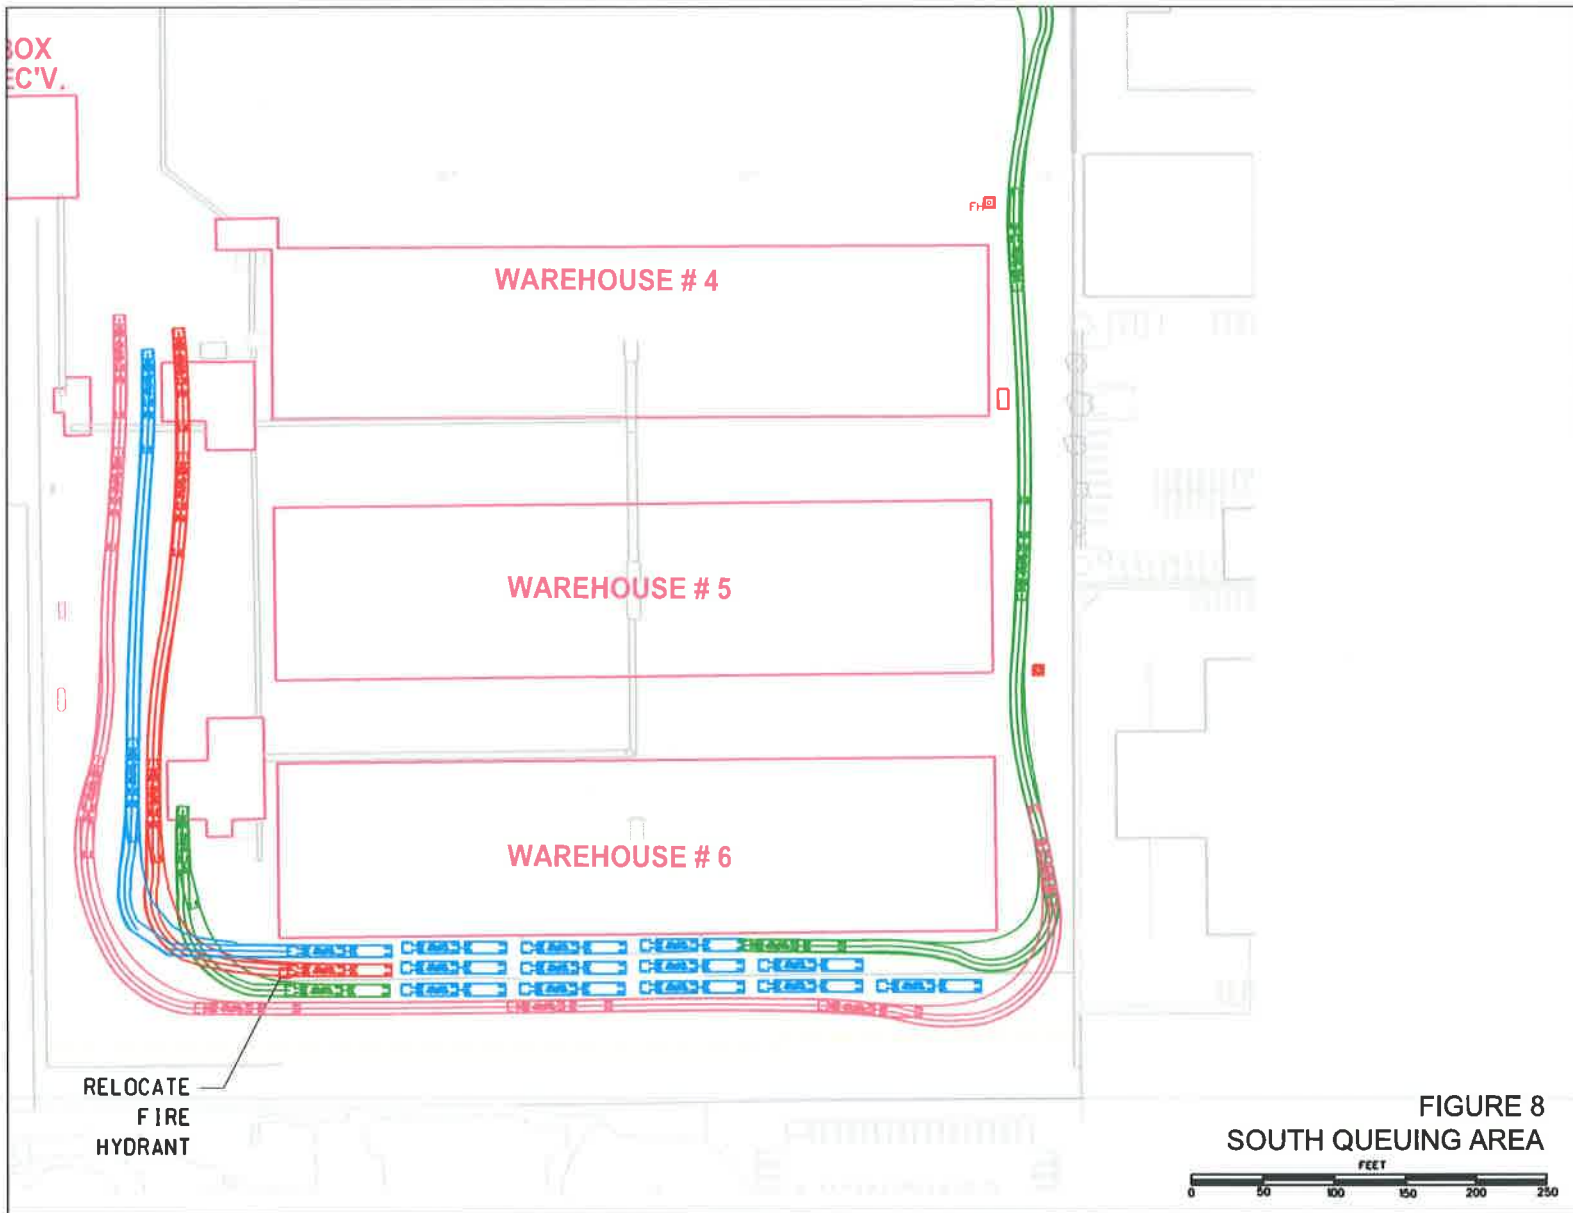 BOX
EC'V.
FH
WAREHOUSE # 4
WAREHOUSE # 5
WAREHOUSE # 6
RELOCATE
FIRE
HYDRANT
FIGURE 8
SOUTH QUEUING AREA
FEET
0 50 100 150 200 250